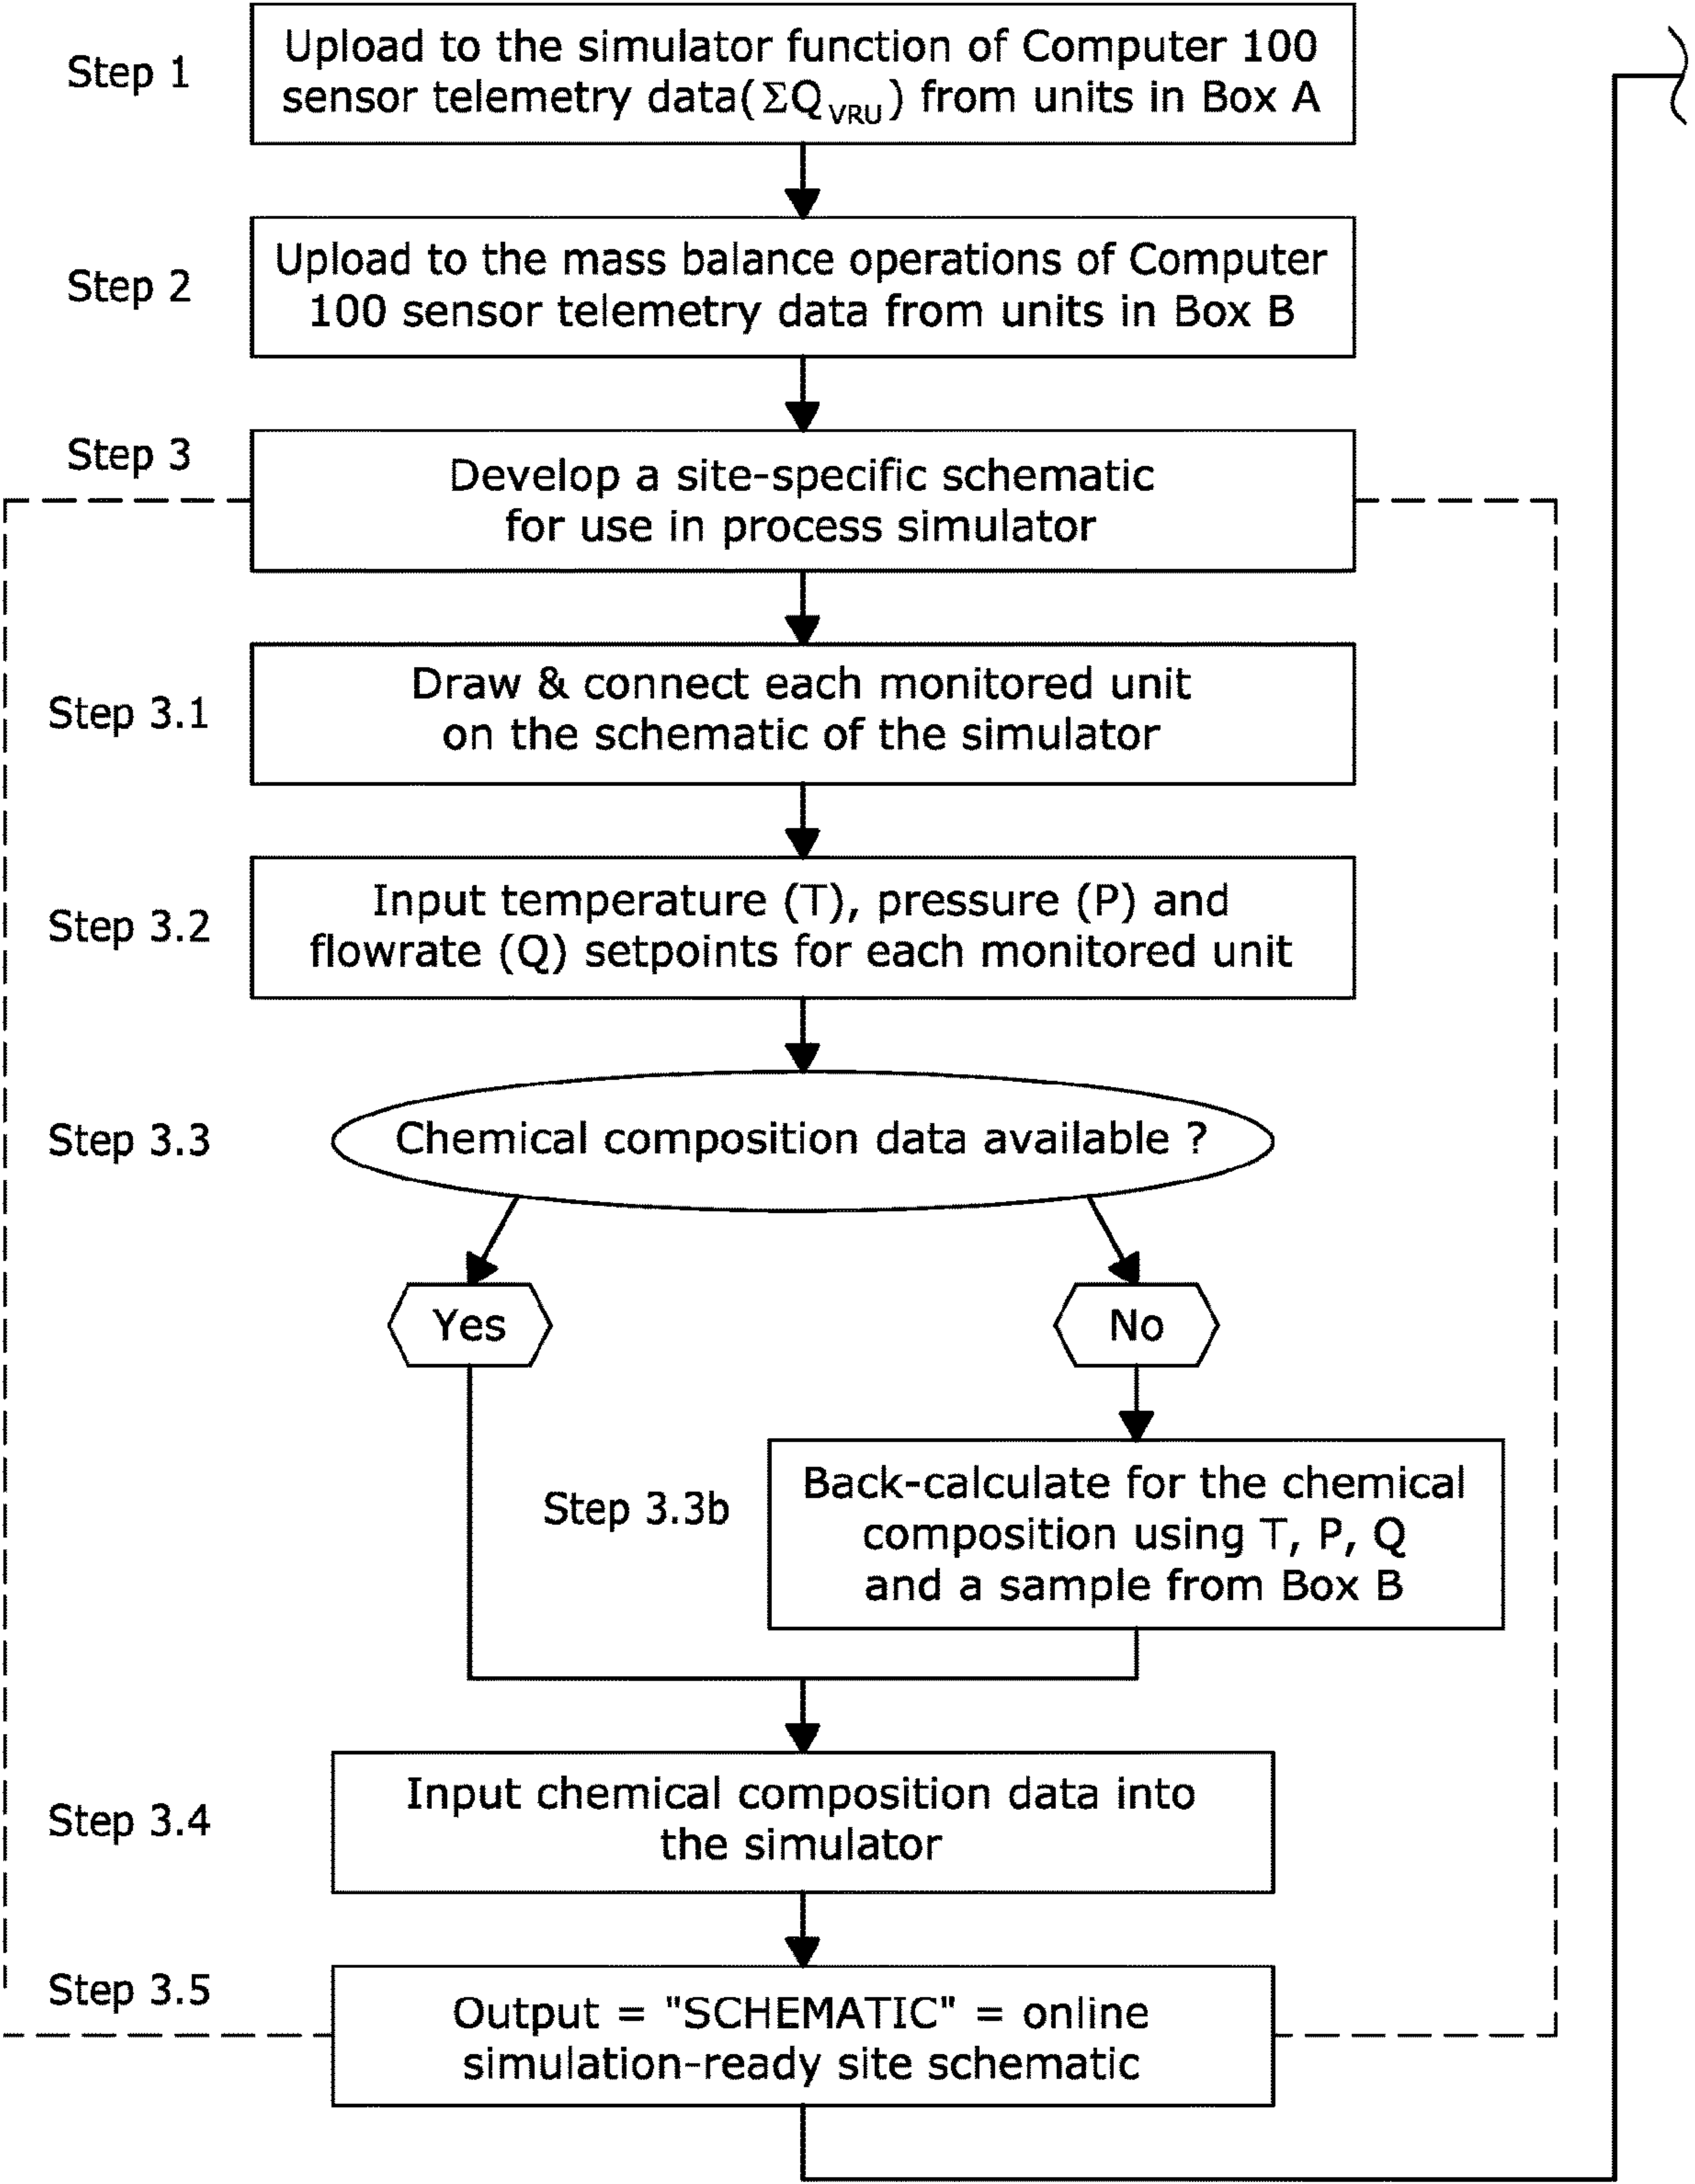 Step 1
Upload to the simulator function of Computer 100
sensor telemetry data(ΣQVRU) from units in Box A
Step 2
Upload to the mass balance operations of Computer
100 sensor telemetry data from units in Box B
Step 3
Develop a site-specific schematic
for use in process simulator
Step 3.1
Draw & connect each monitored unit
on the schematic of the simulator
Step 3.2
Input temperature (T), pressure (P) and
flowrate (Q) setpoints for each monitored unit
Step 3.3
Chemical composition data available ?
Yes
No
Step 3.3b
Back-calculate for the chemical
composition using T, P, Q
and a sample from Box B
Step 3.4
Input chemical composition data into
the simulator
Step 3.5
Output = "SCHEMATIC" = online
simulation-ready site schematic